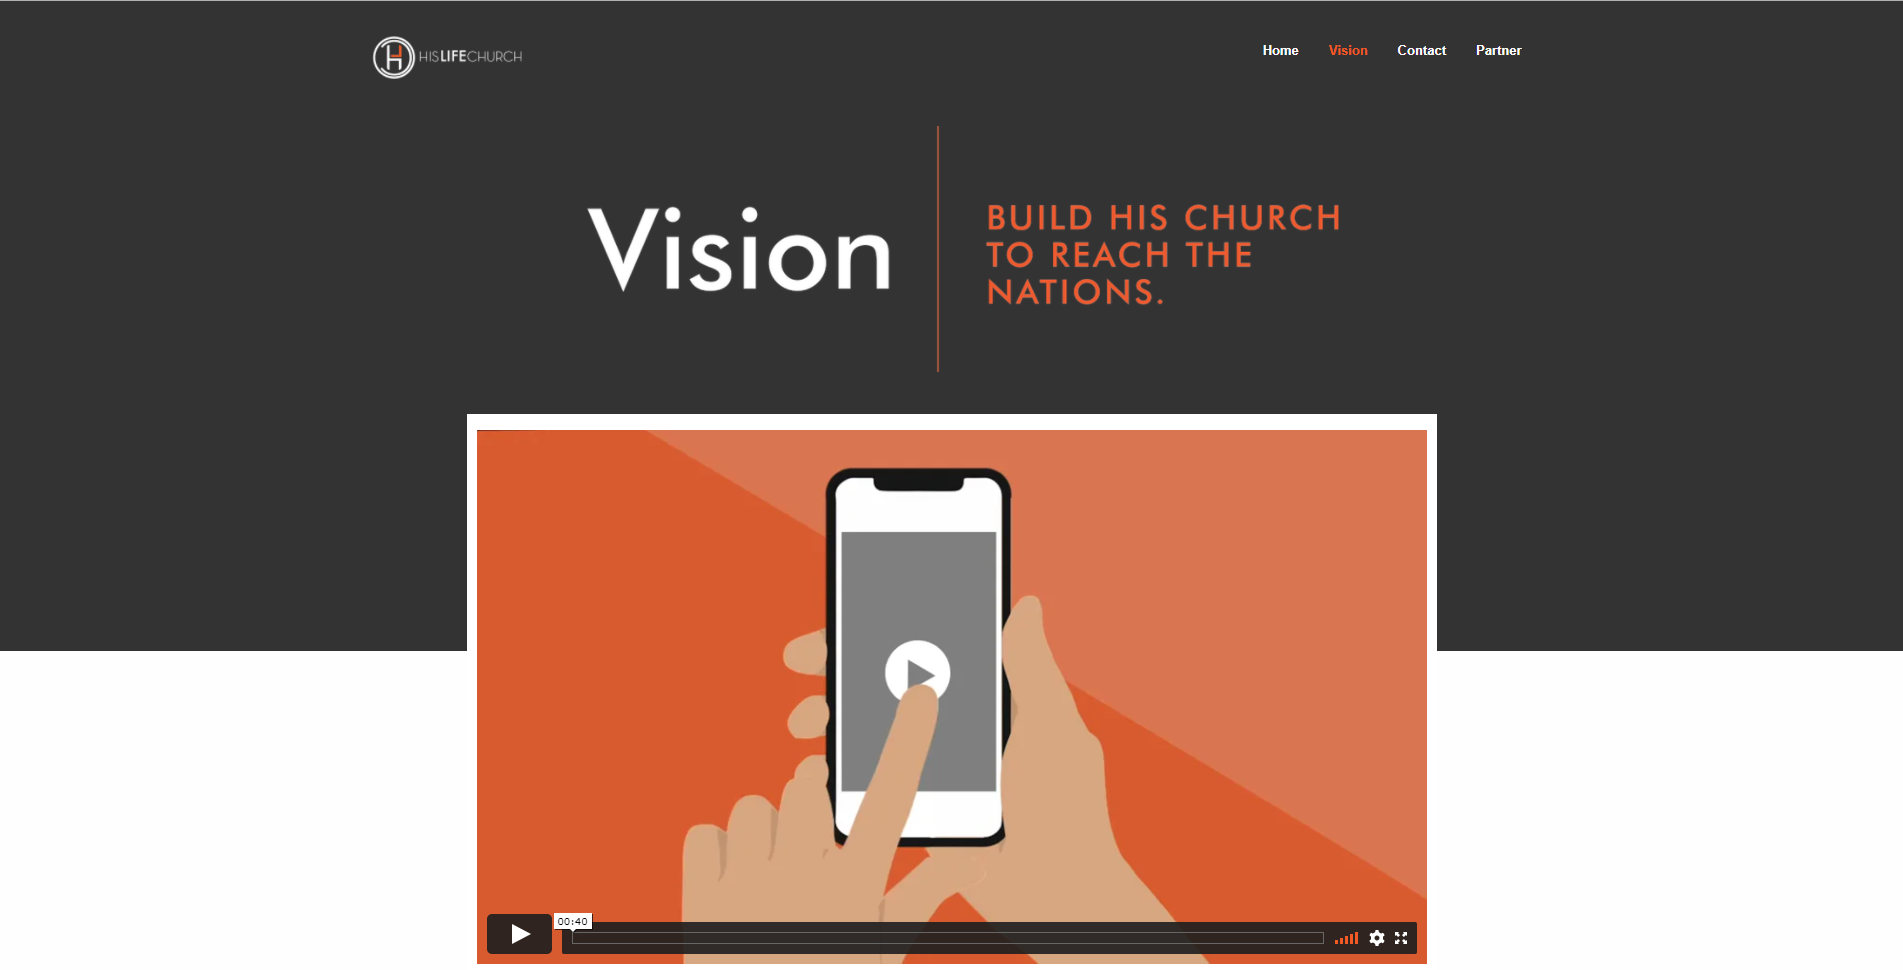 HISLIFECHURCH
Home Vision Contact Partner
Vision
BUILD HIS CHURCH
TO REACH THE
NATIONS.
00:40